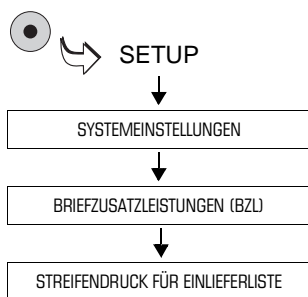 SETUP
SYSTEMEINSTELLUNGEN
BRIEFZUSATZLEISTUNGEN (BZL)
STREIFENDRUCK FÜR EINLIEFERLISTE